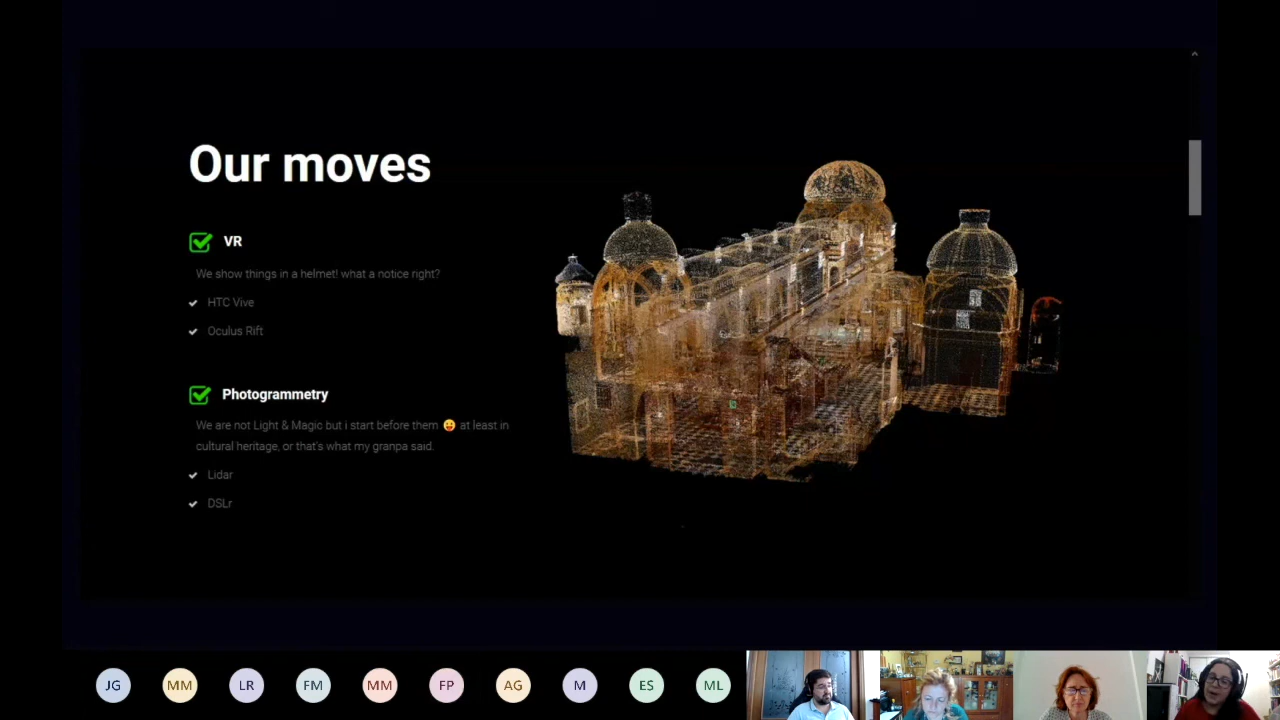 Our moves
VR
We show things in a helmet! what a notice right?
HTC Vive
Oculus Rift
Photogrammetry
We are not Light & Magic but i start before them 😛 at least in
cultural heritage, or that's what my granpa said.
Lidar
DSLr
JG MM LR FM MM FP AG M ES ML